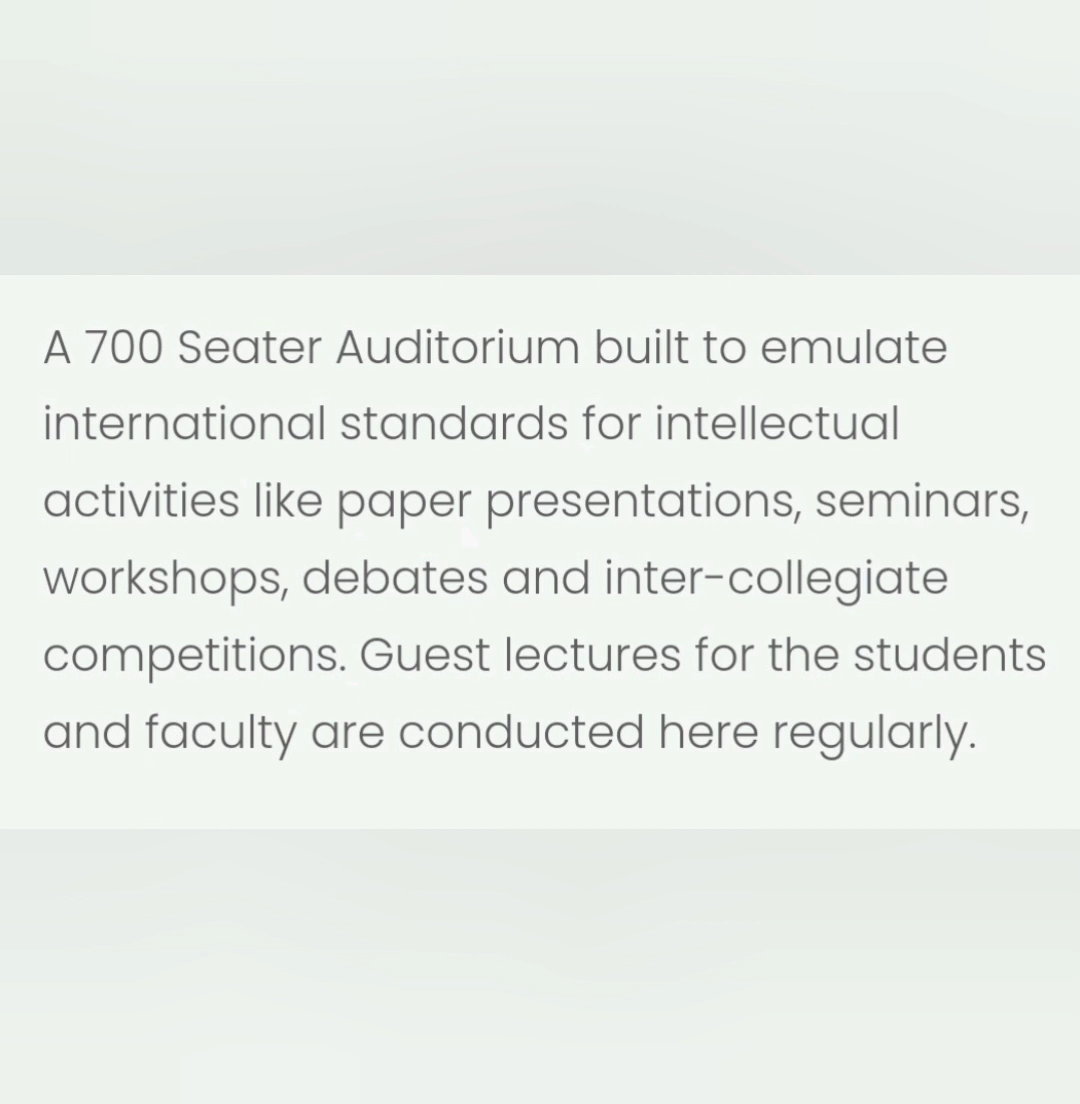 A 700 Seater Auditorium built to emulate
international standards for intellectual
activities like paper presentations, seminars,
workshops, debates and inter-collegiate
competitions. Guest lectures for the students
and faculty are conducted here regularly.